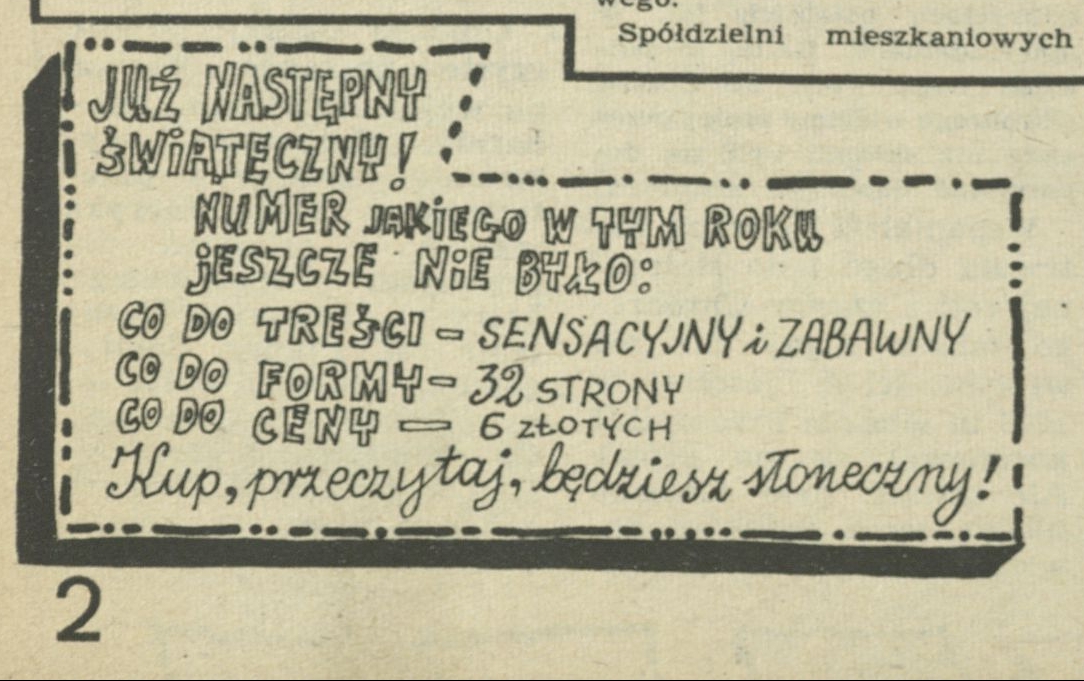 wego.
Spółdzielni mieszkaniowych
JUŻ NASTĘPNY
ŚWIĄTECZNY!
NUMER JAKIEGO W TYM ROKU
jESZCZE NiE BYŁO:
CO DO TREŚCI – SENSACYJNY i ZABAWNY
CO DO FORMY – 32 STRONY
CO DO CENY — 6 ZŁOTYCH
Kup, przeczytaj, będziesz słoneczny!
2